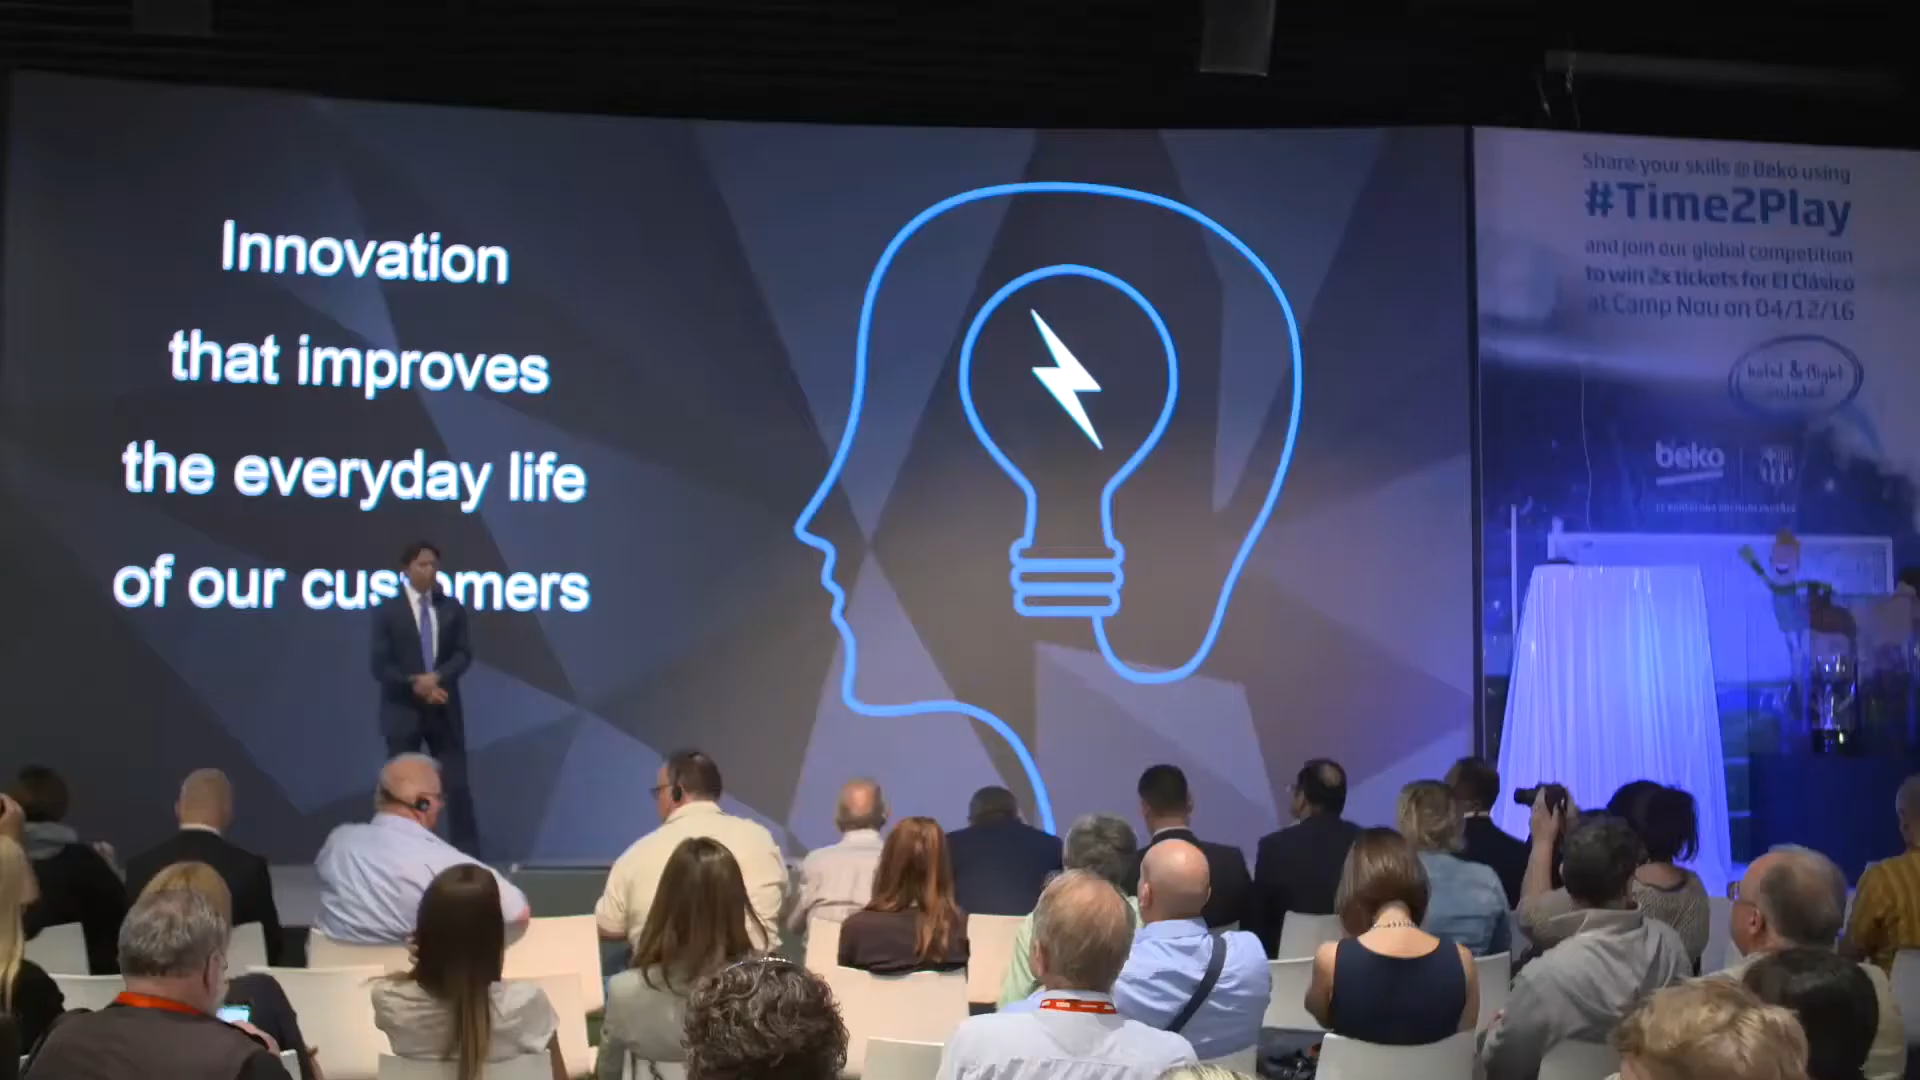 Innovation
that improves
the everyday life
of our customers
Share your skills @ Beko using
#Time2Play
and join our global competition
to win 2x tickets for El Clásico
at Camp Nou on 04/12/16
hotel & flight
included
beko